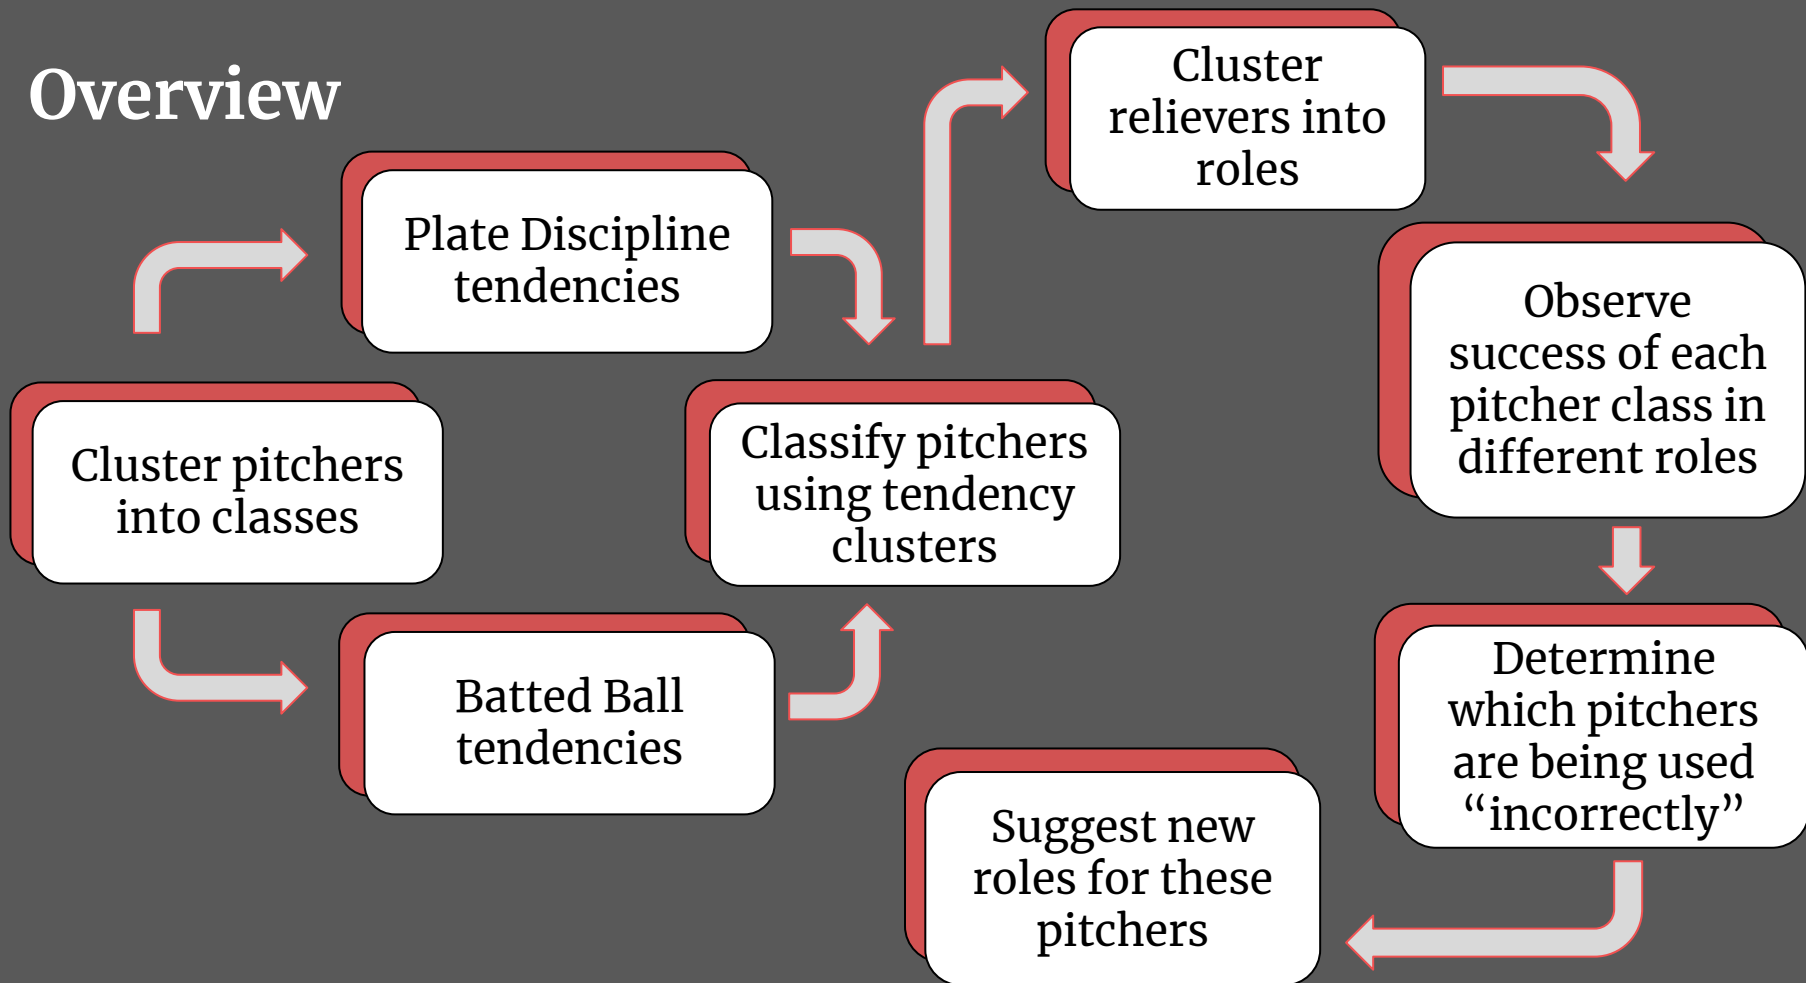 Overview
Cluster pitchers
into classes
Plate Discipline
tendencies
Batted Ball
tendencies
Classify pitchers
using tendency
clusters
Cluster
relievers into
roles
Observe
success of each
pitcher class in
different roles
Determine
which pitchers
are being used
“incorrectly”
Suggest new
roles for these
pitchers